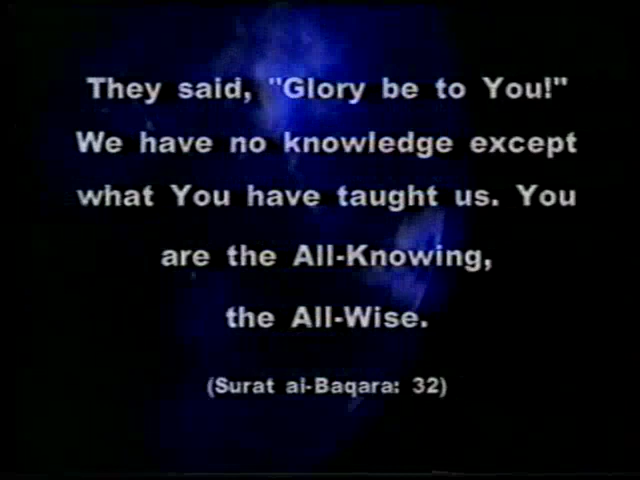 They said, "Glory be to You!"
We have no knowledge except
what You have taught us. You
are the All-Knowing,
the All-Wise.
(Surat al-Baqara: 32)